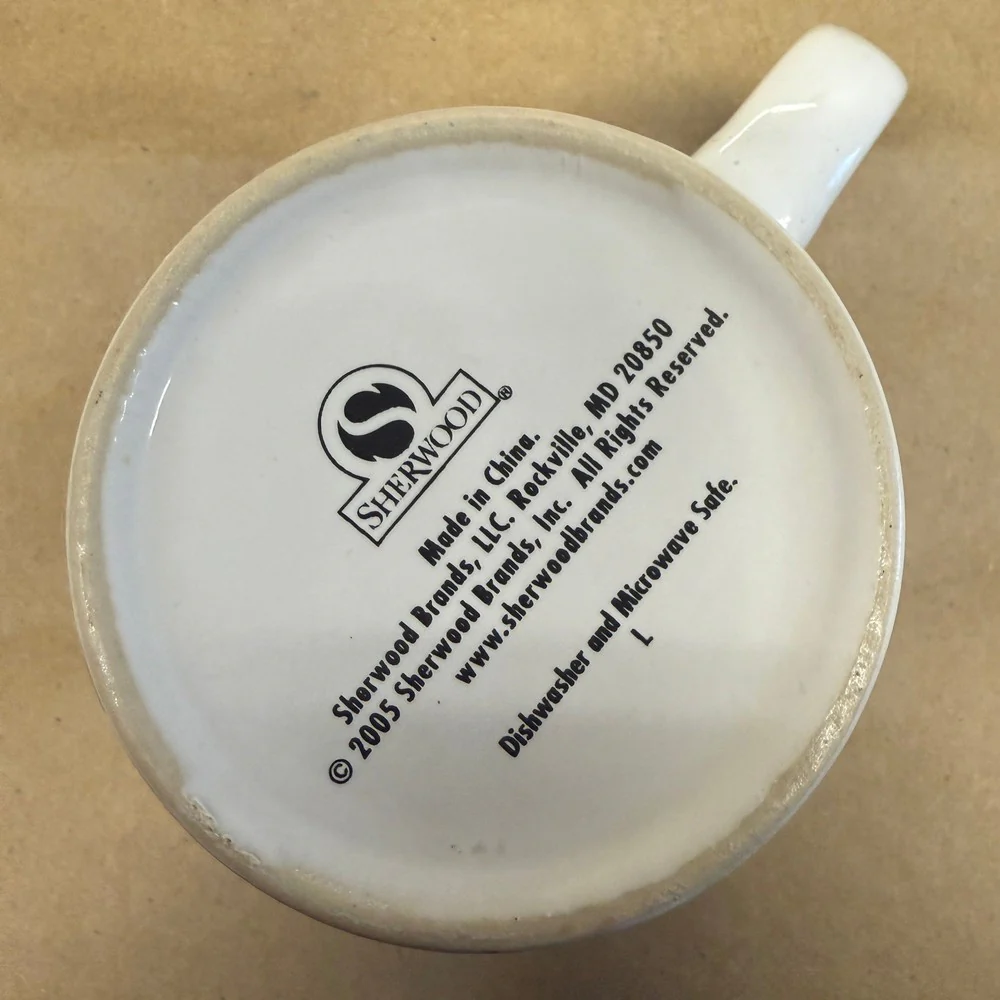 SHERWOOD®
Made in China.
Sherwood Brands, LLC. Rockville, MD 20850
© 2005 Sherwood Brands, Inc. All Rights Reserved.
www.sherwoodbrands.com
Dishwasher and Microwave Safe.
L